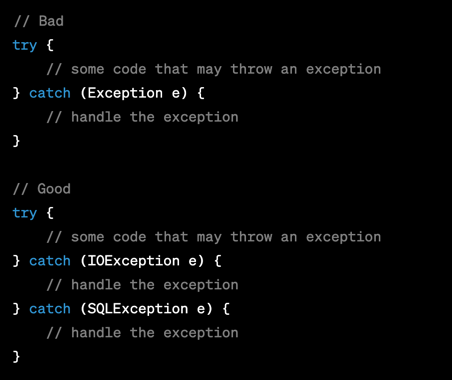 // Bad
try {
    // some code that may throw an exception
} catch (Exception e) {
    // handle the exception
}

// Good
try {
    // some code that may throw an exception
} catch (IOException e) {
    // handle the exception
} catch (SQLException e) {
    // handle the exception
}